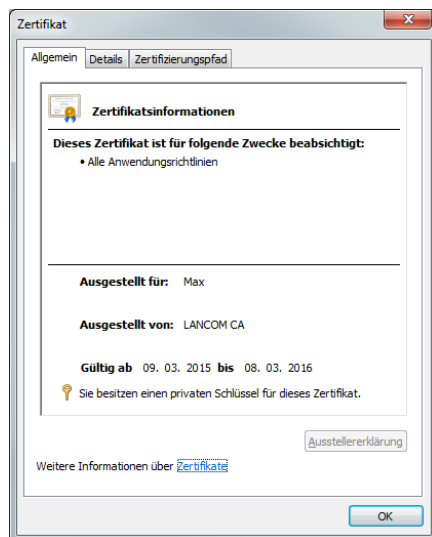 Zertifikat
Allgemein Details Zertifizierungspfad
Zertifikatsinformationen
Dieses Zertifikat ist für folgende Zwecke beabsichtigt:
• Alle Anwendungsrichtlinien
Ausgestellt für: Max
Ausgestellt von: LANCOM CA
Gültig ab 09. 03. 2015 bis 08. 03. 2016
Sie besitzen einen privaten Schlüssel für dieses Zertifikat.
Ausstellererklärung
Weitere Informationen über Zertifikate
OK